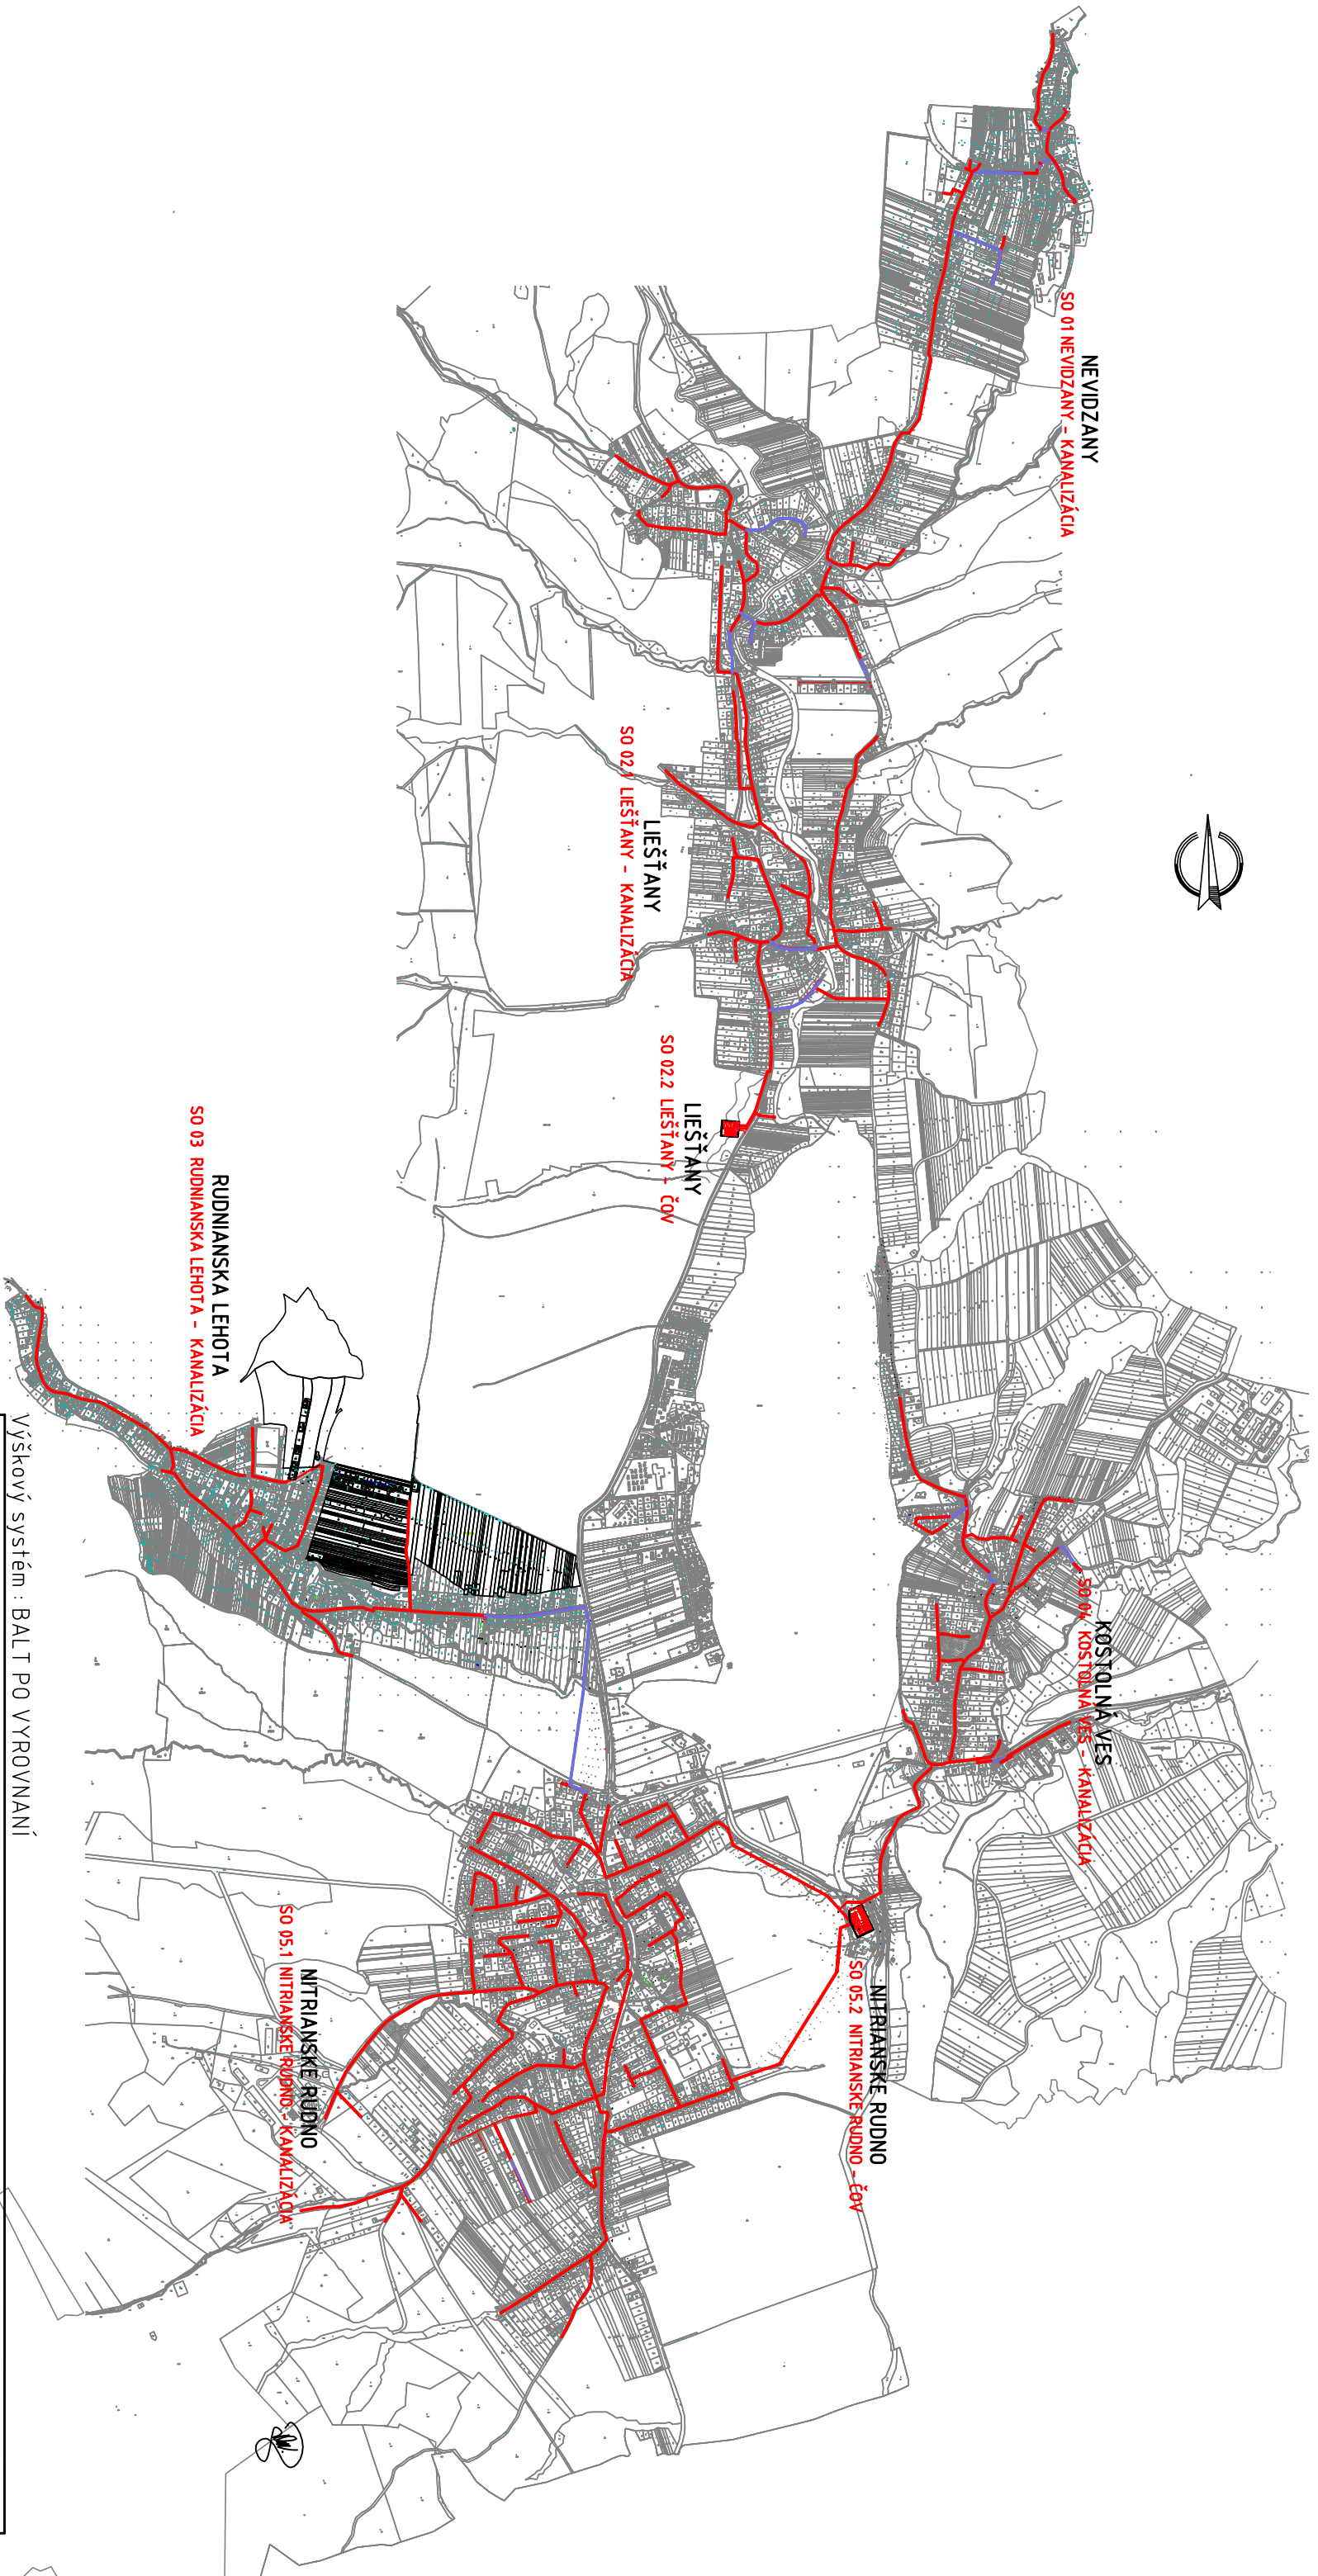 NEVIDZANY
SO 01 NEVIDZANY - KANALIZÁCIA
LIEŠŤANY
SO 02.1 LIEŠŤANY - KANALIZÁCIA
LIEŠŤANY
SO 02.2 LIEŠŤANY - ČOV
RUDNIANSKA LEHOTA
SO 03 RUDNIANSKA LEHOTA - KANALIZÁCIA
KOSTOLNÁ VES
SO 04 KOSTOLNÁ VES - KANALIZÁCIA
NITRIANSKE RUDNO
SO 05.1 NITRIANSKE RUDNO - KANALIZÁCIA
NITRIANSKE RUDNO
SO 05.2 NITRIANSKE RUDNO - ČOV
Výškový systém : BALT PO VYROVNANÍ